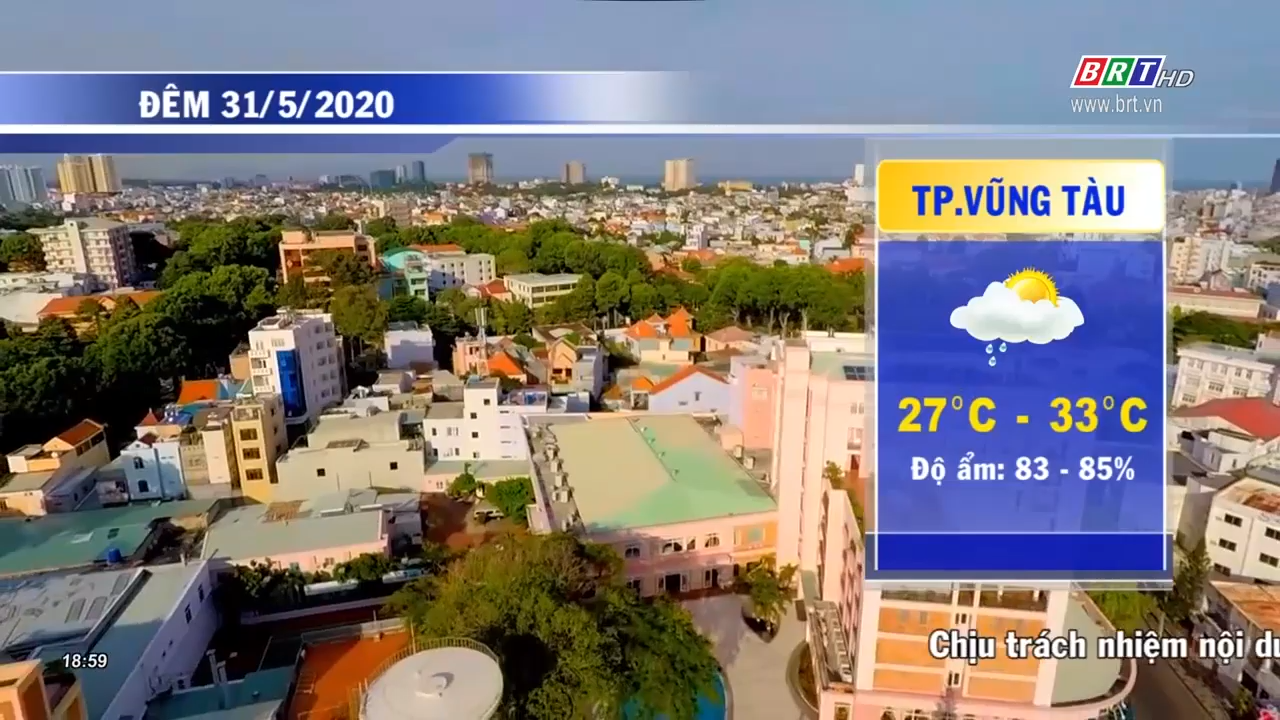 BRT HD
www.brt.vn
ĐÊM 31/5/2020
TP.VŨNG TÀU
27°C - 33°C
Độ ẩm: 83 - 85%
Chịu trách nhiệm nội
18:59